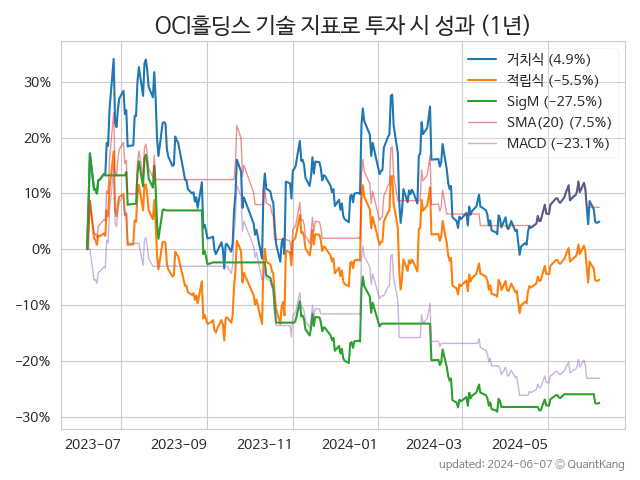 OCI홀딩스 기술 지표로 투자 시 성과 (1년)
거치식 (4.9%)
적립식 (−5.5%)
SigM (−27.5%)
SMA(20) (7.5%)
MACD (−23.1%)
30%
20%
10%
0%
−10%
−20%
−30%
2023-07 2023-09 2023-11 2024-01 2024-03 2024-05
updated: 2024-06-07 © QuantKang